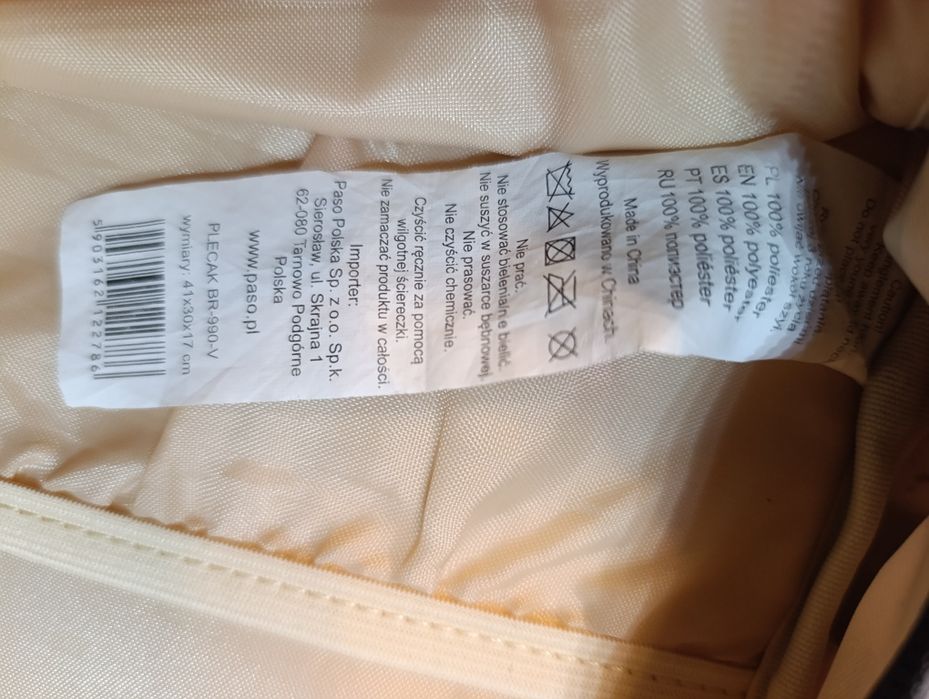 PL 100% poliester,
EN 100% polyester,
ES 100% poliéster
PT 100% poliéster
RU 100% полиэстер
Made in China
Wyprodukowano w Chinach.
Nie prać.
Nie stosować bielenia/nie bielić.
Nie suszyć w suszarce bębnowej.
Nie prasować.
Nie czyścić chemicznie.
Czyścić ręcznie za pomocą
wilgotnej ściereczki.
Nie zamaczać produktu w całości.
Importer:
Paso Polska Sp. z o.o. Sp.k.
Sierosław, ul. Skrajna 1
62-080 Tarnowo Podgórne
Polska
www.paso.pl
PLECAK BR-990-V
wymiary: 41x30x17 cm
5903162122786